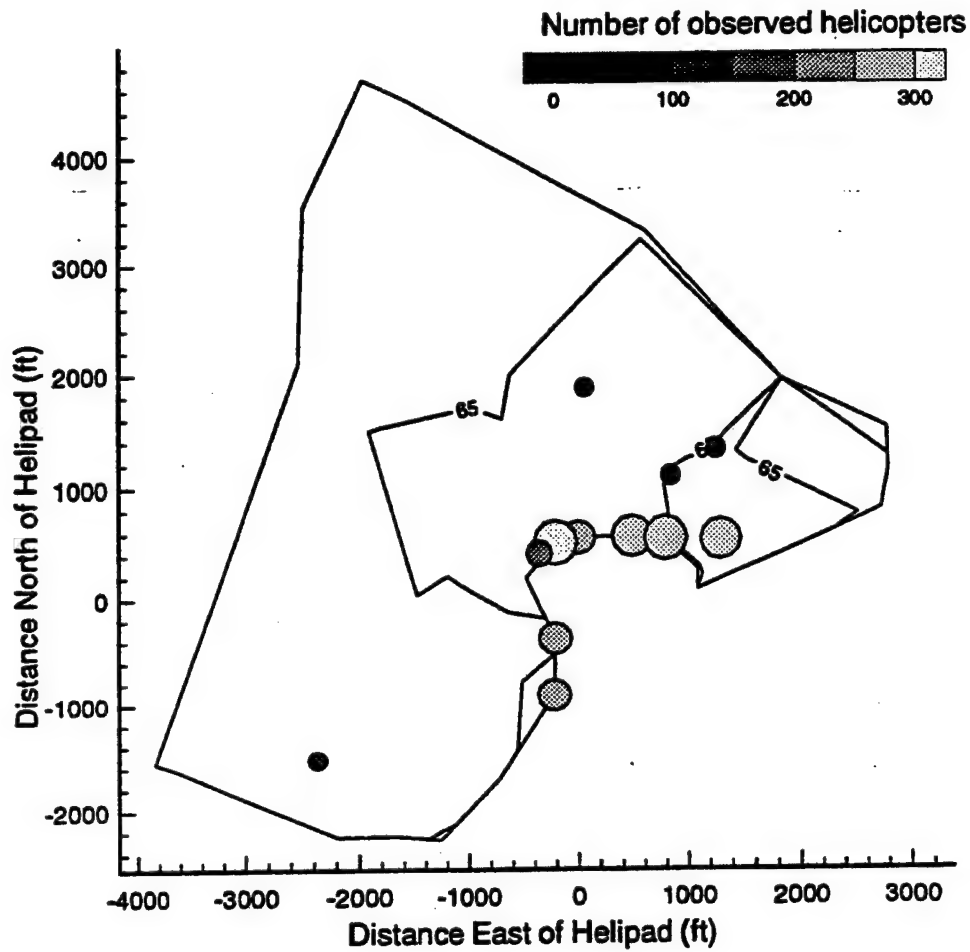 Number of observed helicopters
0 100 200 300
4000
3000
2000
1000
0
-1000
-2000
65
65
-4000 -3000 -2000 -1000 0 1000 2000 3000
Distance East of Helipad (ft)
Distance North of Helipad (ft)